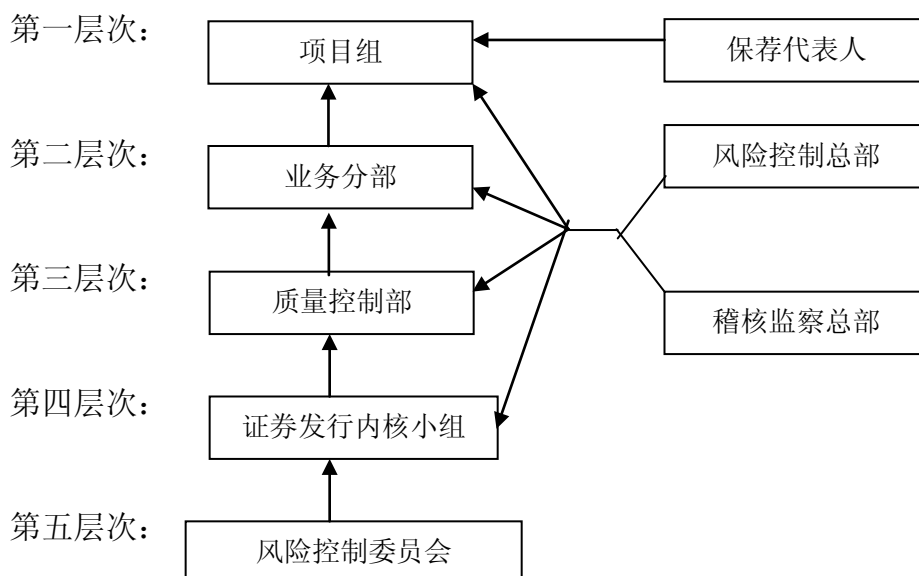 第一层次：
项目组
保荐代表人
第二层次：
业务分部
风险控制总部
第三层次：
质量控制部
稽核监察总部
第四层次：
证券发行内核小组
第五层次：
风险控制委员会